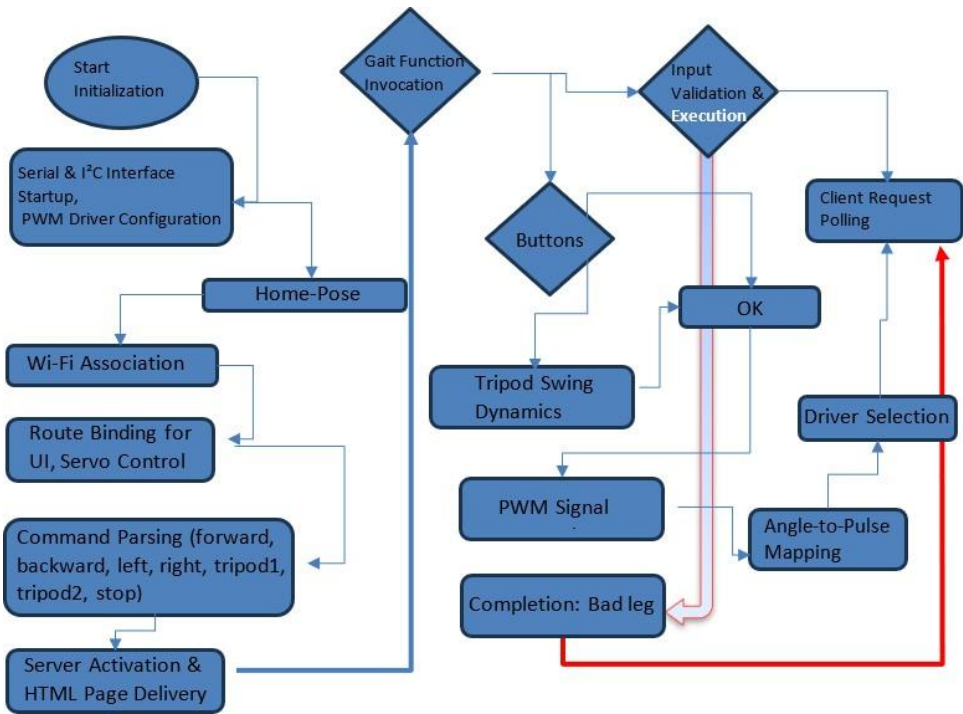 Start
Initialization
Serial & I²C Interface
Startup,
PWM Driver Configuration
Home-Pose
Wi-Fi Association
Route Binding for
UI, Servo Control
Command Parsing (forward,
backward, left, right, tripod1,
tripod2, stop)
Server Activation &
HTML Page Delivery
Gait Function
Invocation
Buttons
Input
Validation &
Execution
Client Request
Polling
OK
Tripod Swing
Dynamics
Driver Selection
PWM Signal
Angle-to-Pulse
Mapping
Completion: Bad leg